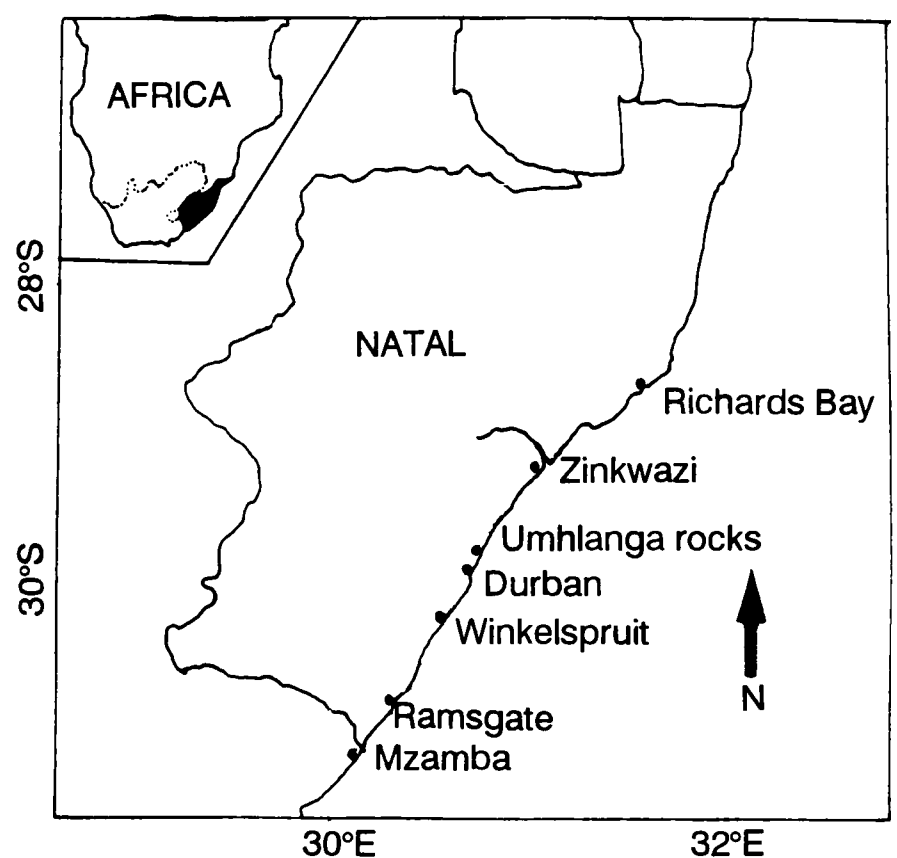 AFRICA
28°S
NATAL
Richards Bay
Zinkwazi
Umhlanga rocks
30°S
Durban
Winkelspruit
N
Ramsgate
Mzamba
30°E
32°E